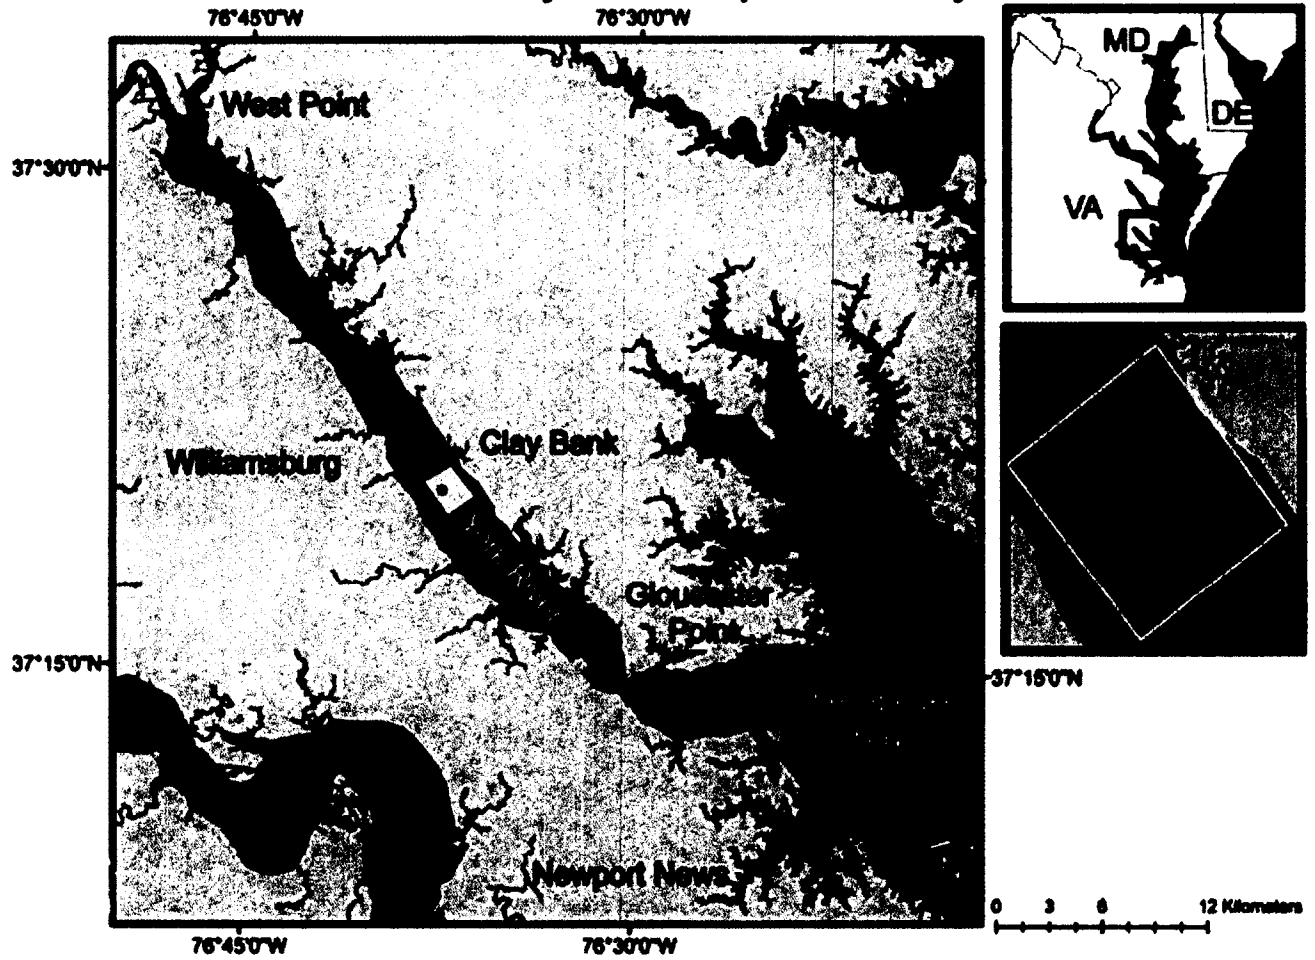 76°45'0"W
76°30'0"W
MD
DE
VA
West Point
37°30'0"N
Clay Bank
Williamsburg
Gloucester
Point
37°15'0"N
37°15'0"N
Newport News
0 3 6 12 Kilometers
76°45'0"W
76°30'0"W